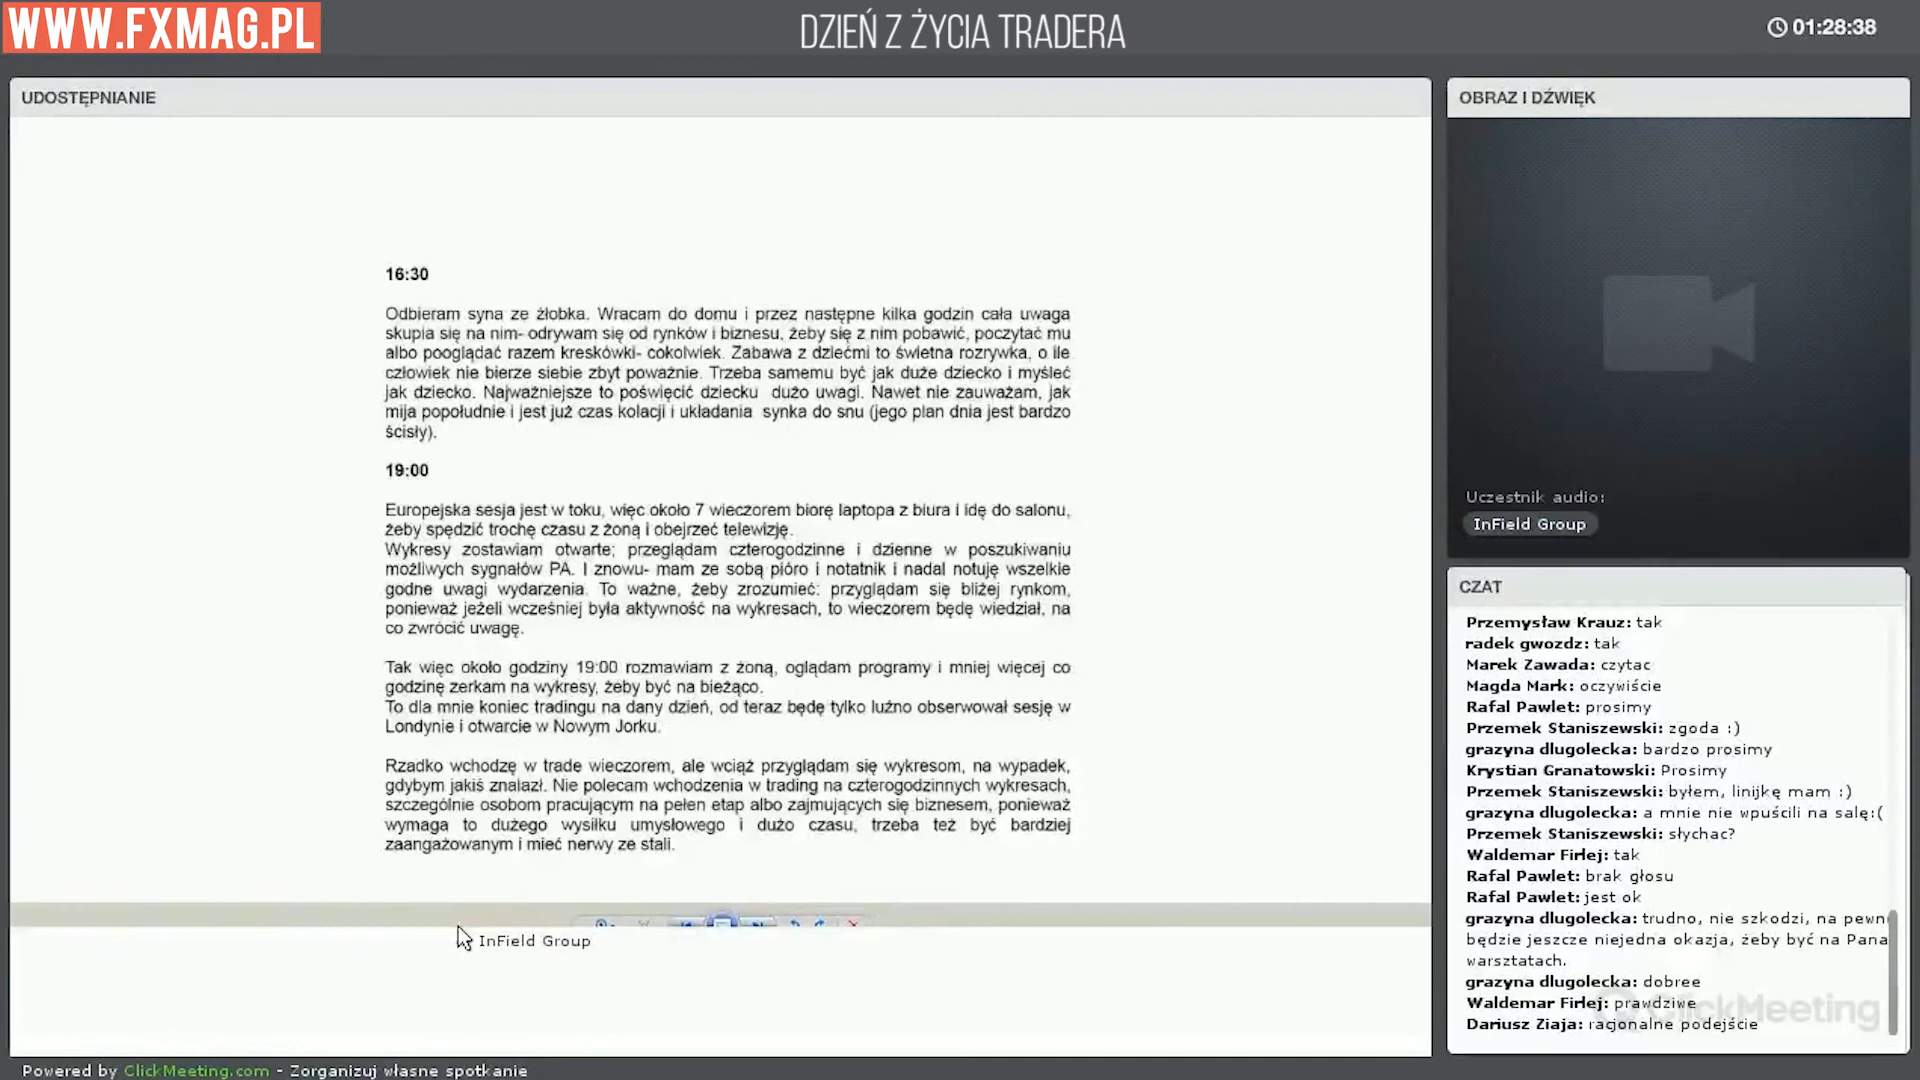 WWW.FXMAG.PL
DZIEŃ Z ŻYCIA TRADERA
01:28:38
UDOSTĘPNIANIE
16:30
Odbieram syna ze żłobka. Wracam do domu i przez następne kilka godzin cała uwaga
skupia się na nim- odrywam się od rynków i biznesu, żeby się z nim pobawić, poczytać mu
albo pooglądać razem kreskówki- cokolwiek. Zabawa z dziećmi to świetna rozrywka, o ile
człowiek nie bierze siebie zbyt poważnie. Trzeba samemu być jak duże dziecko i myśleć
jak dziecko. Najważniejsze to poświęcić dziecku dużo uwagi. Nawet nie zauważam, jak
mija popołudnie i jest już czas kolacji i układania synka do snu (jego plan dnia jest bardzo
ścisły).
19:00
Europejska sesja jest w toku, więc około 7 wieczorem biorę laptopa z biura i idę do salonu,
żeby spędzić trochę czasu z żoną i obejrzeć telewizję.
Wykresy zostawiam otwarte; przeglądam czterogodzinne i dzienne w poszukiwaniu
możliwych sygnałów PA. I znowu- mam ze sobą pióro i notatnik i nadal notuję wszelkie
godne uwagi wydarzenia. To ważne, żeby zrozumieć: przyglądam się bliżej rynkom,
ponieważ jeżeli wcześniej była aktywność na wykresach, to wieczorem będę wiedział, na
co zwrócić uwagę.
Tak więc około godziny 19:00 rozmawiam z żoną, oglądam programy i mniej więcej co
godzinę zerkam na wykresy, żeby być na bieżąco.
To dla mnie koniec tradingu na dany dzień, od teraz będę tylko luźno obserwował sesję w
Londynie i otwarcie w Nowym Jorku.
Rzadko wchodzę w trade wieczorem, ale wciąż przyglądam się wykresom, na wypadek,
gdybym jakiś znalazł. Nie polecam wchodzenia w trading na czterogodzinnych wykresach,
szczególnie osobom pracującym na pełen etap albo zajmujących się biznesem, ponieważ
wymaga to dużego wysiłku umysłowego i dużo czasu, trzeba też być bardziej
zaangażowanym i mieć nerwy ze stali.
InField Group
OBRAZ I DŹWIĘK
Uczestnik audio:
InField Group
CZAT
Przemysław Krauz: tak
radek gwozdz: tak
Marek Zawada: czytac
Magda Mark: oczywiście
Rafal Pawlet: prosimy
Przemek Staniszewski: zgoda :)
grazyna dlugolecka: bardzo prosimy
Krystian Granatowski: Prosimy
Przemek Staniszewski: byłem, linijkę mam :)
grazyna dlugolecka: a mnie nie wpuścili na salę:(
Przemek Staniszewski: słychac?
Waldemar Firlej: tak
Rafal Pawlet: brak głosu
Rafal Pawlet: jest ok
grazyna dlugolecka: trudno, nie szkodzi, na pewn
będzie jeszcze niejedna okazja, żeby być na Pana
warsztatach.
grazyna dlugolecka: dobree
Waldemar Firlej: prawdziwe
Dariusz Ziaja: racjonalne podejście
ClickMeeting
Powered by ClickMeeting.com - Zorganizuj własne spotkanie